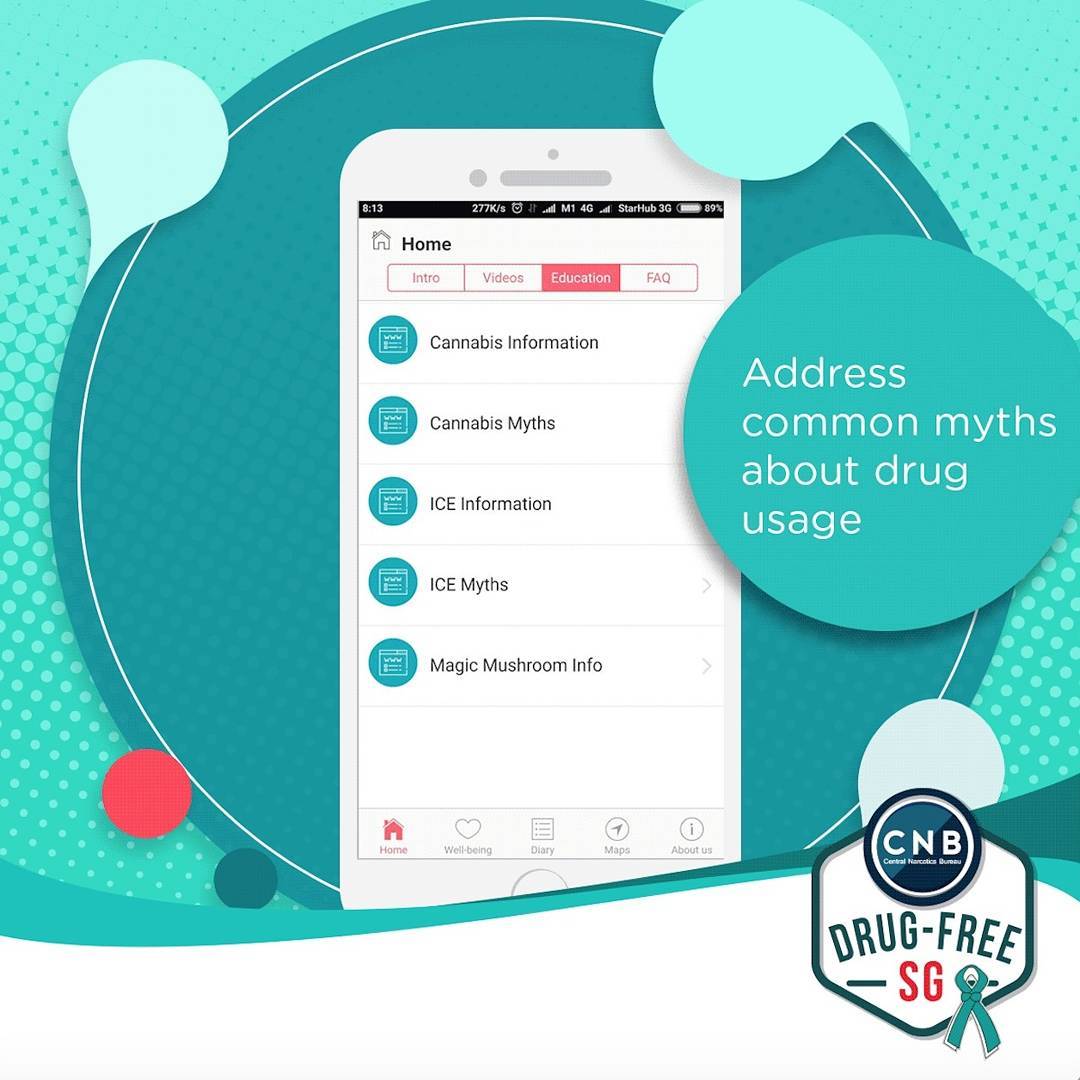 8:13 277K/s M1 4G StarHub 3G 89%
Home
Intro Videos Education FAQ
Cannabis Information
Cannabis Myths
ICE Information
ICE Myths
Magic Mushroom Info
Home Well-being Diary Maps About us
Address
common myths
about drug
usage
CNB
Central Narcotics Bureau
DRUG-FREE
SG